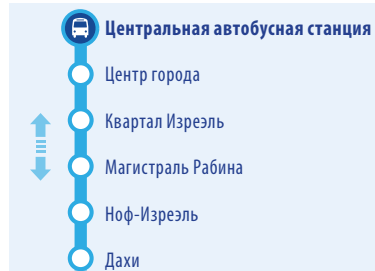 Центральная автобусная станция
Центр города
Квартал Изреэль
Магистраль Рабина
Ноф-Изреэль
Дахи